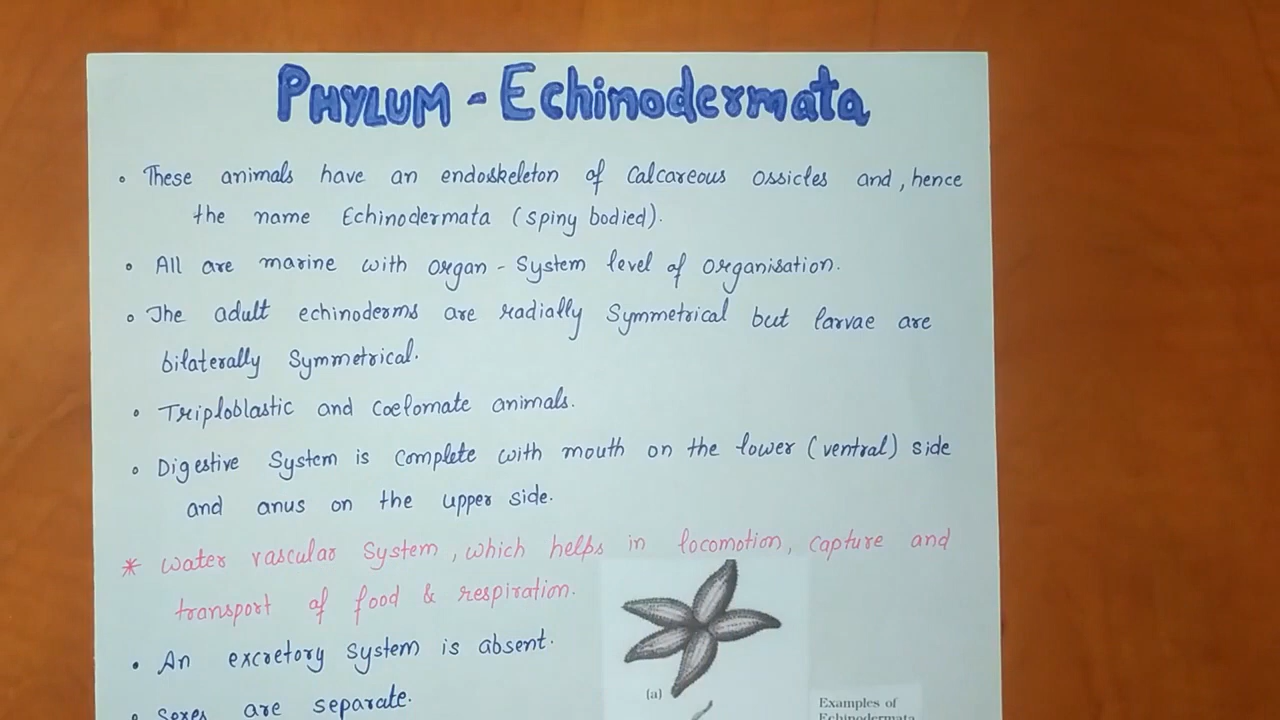 PHYLUM - Echinodermata
• These animals have an endoskeleton of Calcareous ossicles and , hence
the name Echinodermata (spiny bodied).
• All are marine with organ - System level of organisation.
• The adult echinoderms are radially Symmetrical but larvae are
bilaterally Symmetrical.
• Triploblastic and coelomate animals.
• Digestive System is complete with mouth on the lower (ventral) side
and anus on the upper side.
* water vascular System, which helps in locomotion, capture and
transport of food & respiration.
• An excretory System is absent.
• Sexes are separate.
(a)
Examples of
Echinodermata